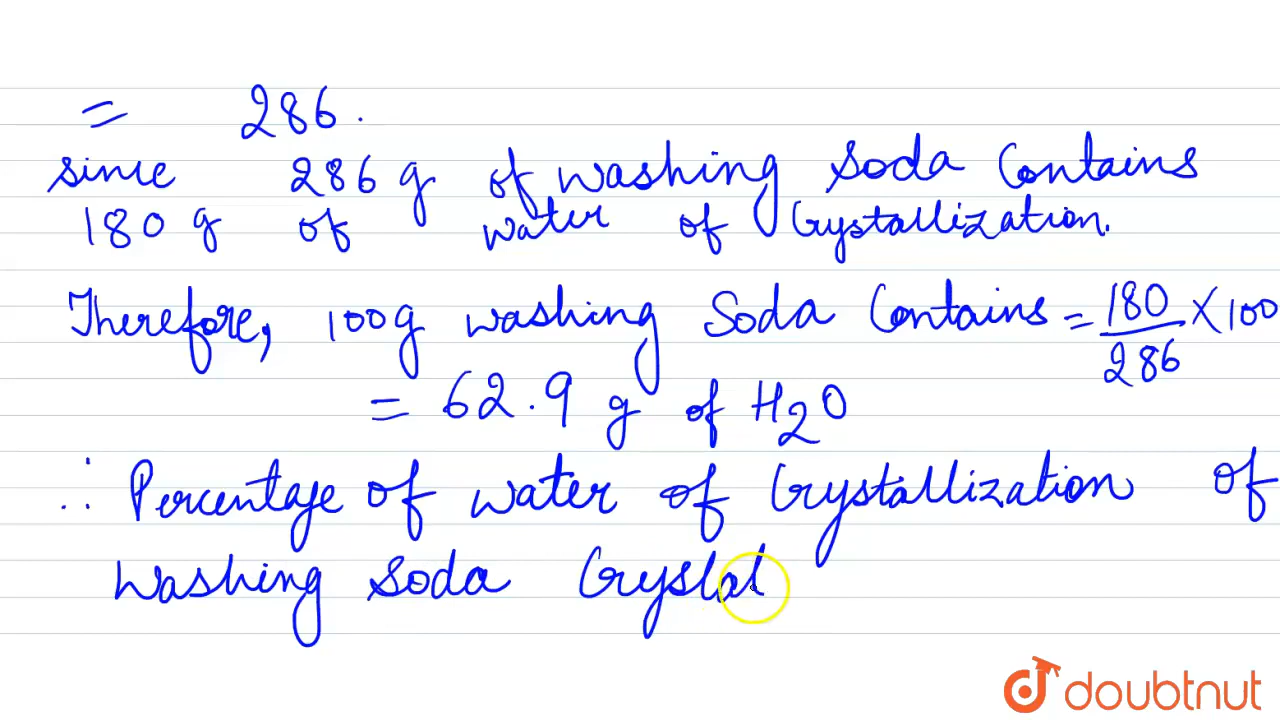 = 286.
since 286 g of washing soda contains
180 g of water of Crystallization.
Therefore, 100g washing Soda Contains = 180/286 × 100
= 62.9 g of H2O
∴ Percentage of water of Crystallization of
Washing Soda Crystal
doubtnut